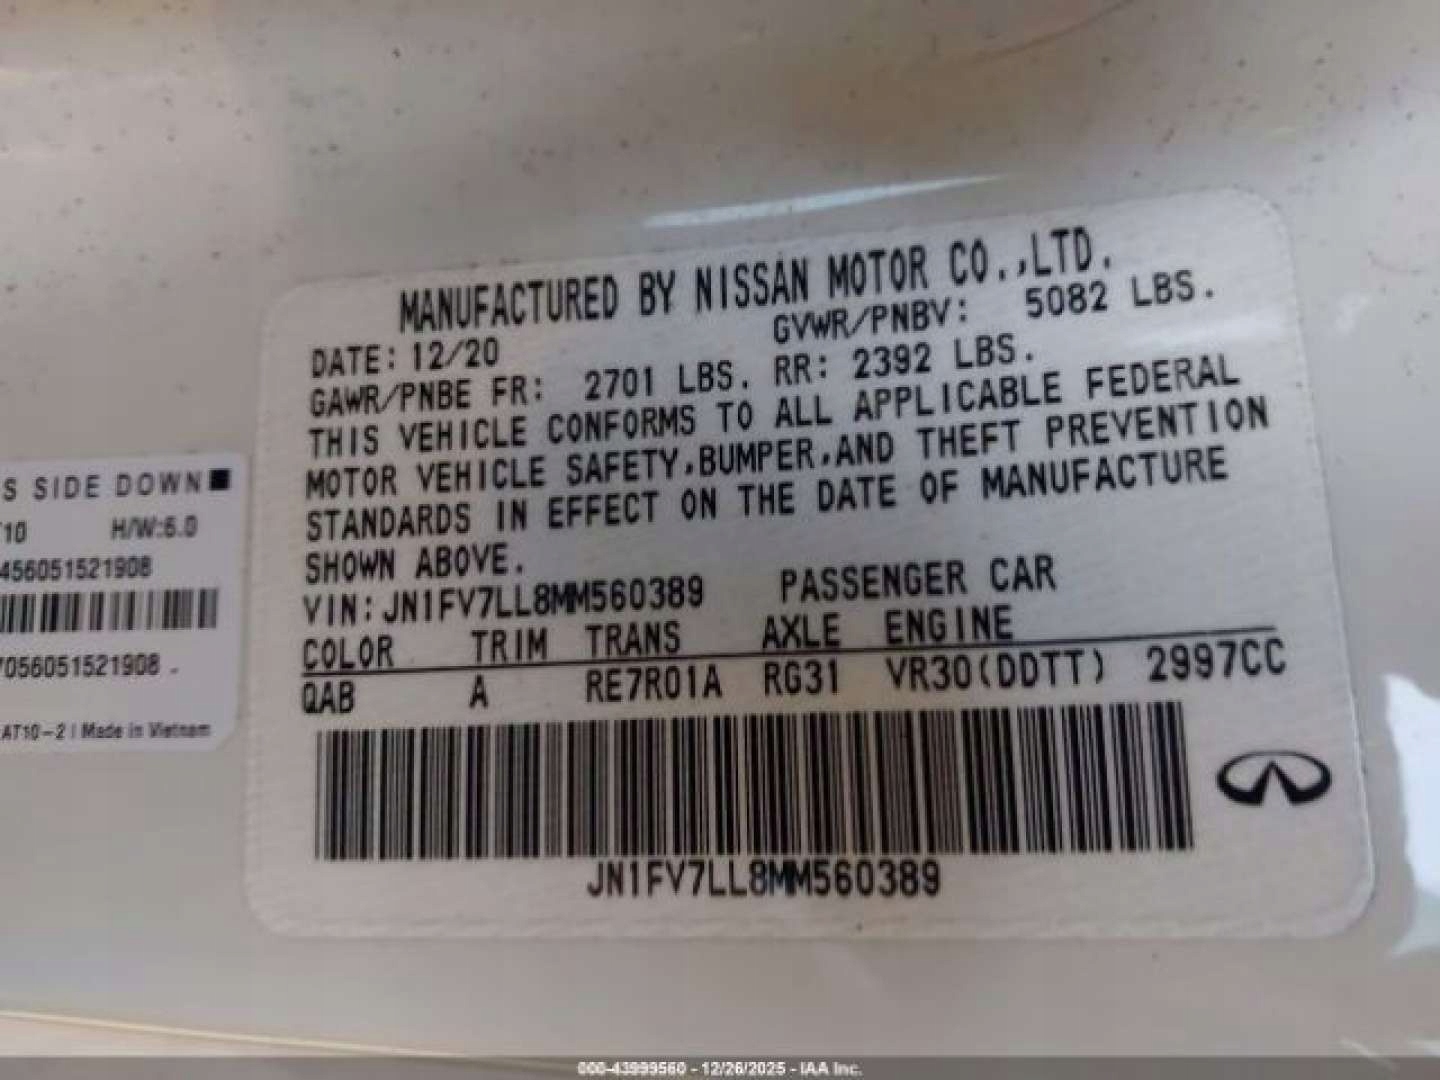 MANUFACTURED BY NISSAN MOTOR CO.,LTD.
DATE: 12/20 GVWR/PNBV: 5082 LBS.
GAWR/PNBE FR: 2701 LBS. RR: 2392 LBS.
THIS VEHICLE CONFORMS TO ALL APPLICABLE FEDERAL
MOTOR VEHICLE SAFETY,BUMPER,AND THEFT PREVENTION
STANDARDS IN EFFECT ON THE DATE OF MANUFACTURE
SHOWN ABOVE.
VIN: JN1FV7LL8MM560389 PASSENGER CAR
COLOR TRIM TRANS AXLE ENGINE
QAB A RE7R01A RG31 VR30(DDTT) 2997CC
JN1FV7LL8MM560389
S SIDE DOWN
T10 H/W:6.0
456051521908
7056051521908
AT10-2 | Made in Vietnam
000-43999560 - 12/26/2025 - IAA Inc.